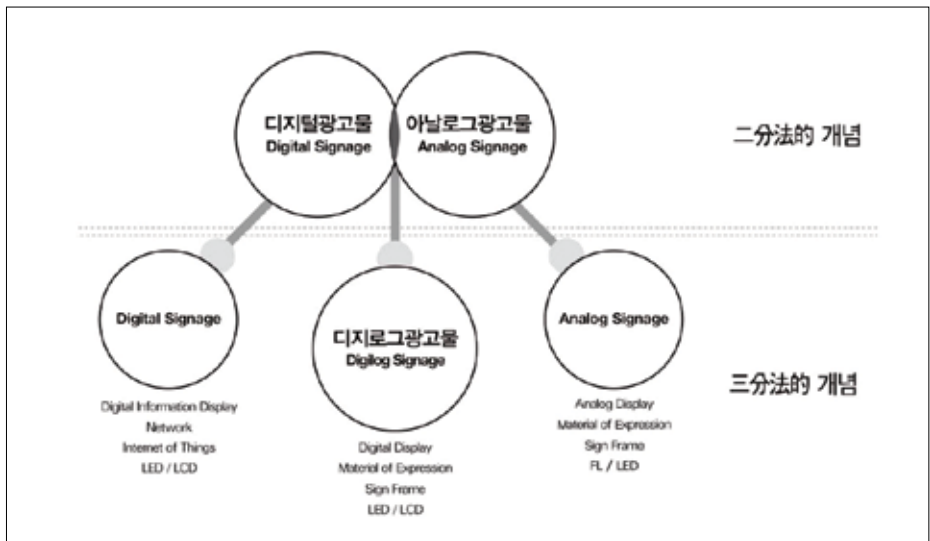 디지털광고물
Digital Signage
아날로그광고물
Analog Signage
二分法的 개념
Digital Signage
Digital Information Display
Network
Internet of Things
LED / LCD
디지로그광고물
Digilog Signage
Digital Display
Material of Expression
Sign Frame
LED / LCD
Analog Signage
Analog Display
Material of Expression
Sign Frame
FL / LED
三分法的 개념